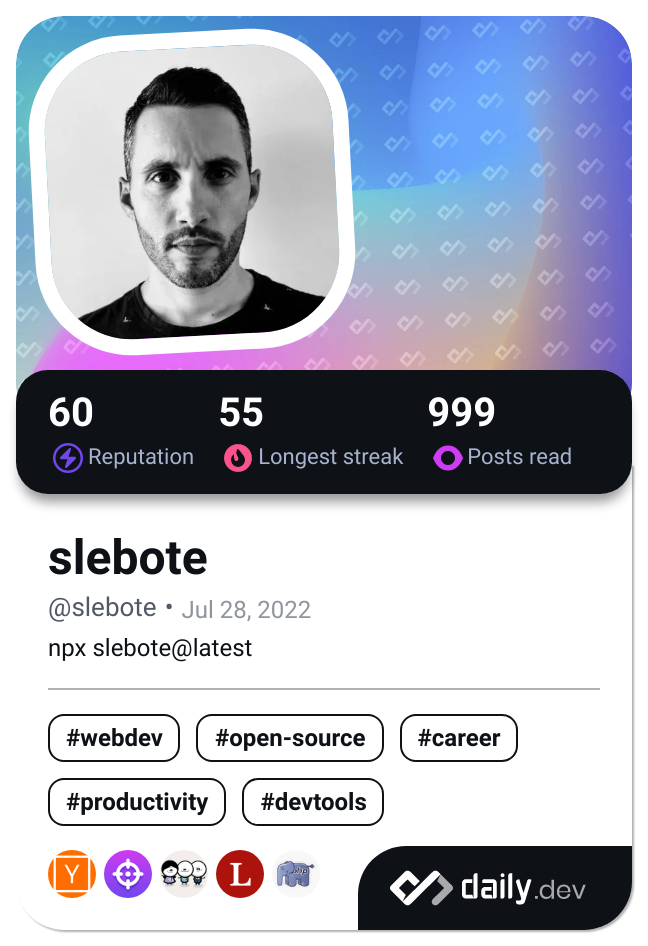 60 55 999
Reputation Longest streak Posts read
slebote
@slebote • Jul 28, 2022
npx slebote@latest
#webdev #open-source #career
#productivity #devtools
Y L php
daily.dev